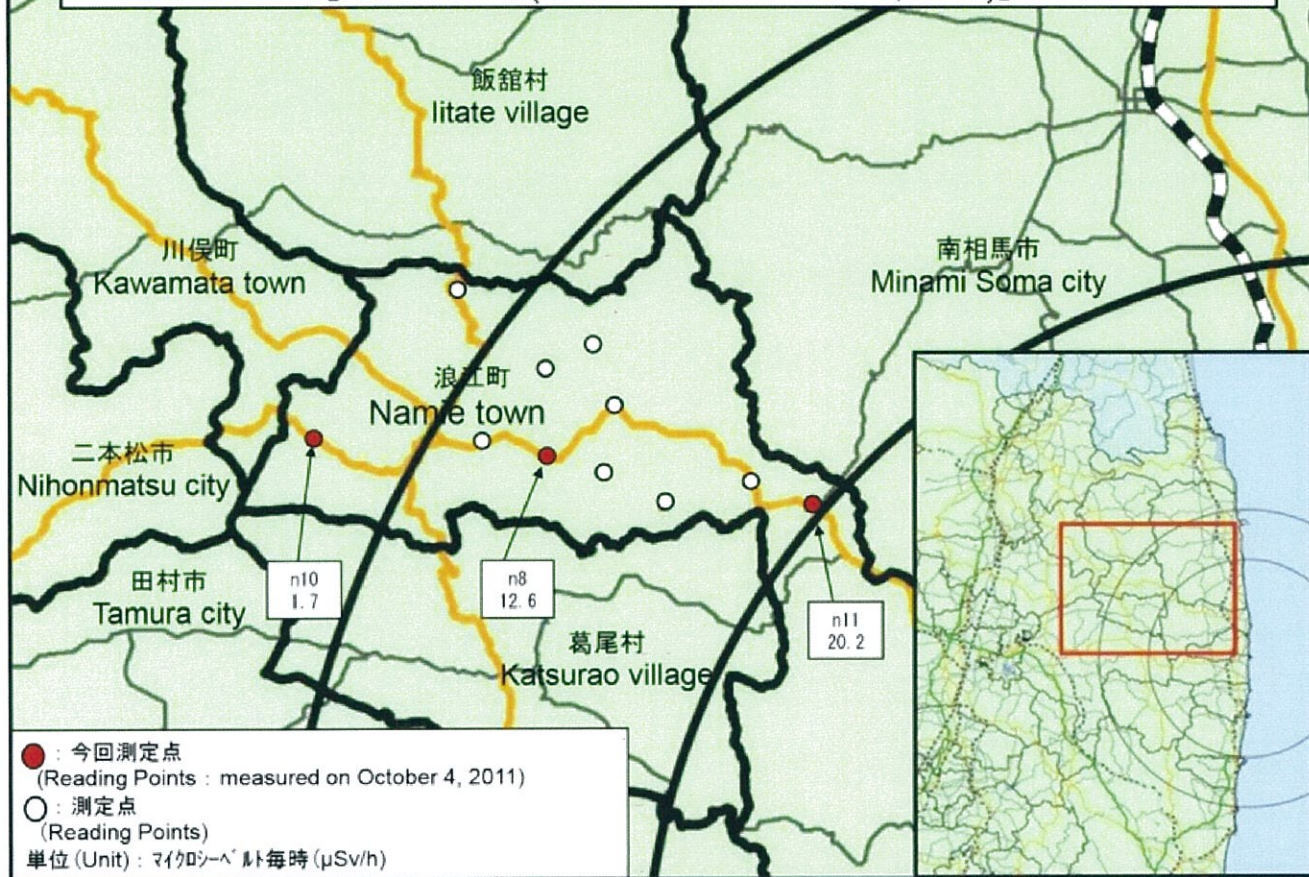 飯舘村
Iitate village
川俣町
Kawamata town
南相馬市
Minami Soma city
浪江町
Namie town
二本松市
Nihonmatsu city
田村市
Tamura city
n10
1.7
n8
12.6
n11
20.2
葛尾村
Katsurao village
：今回測定点
(Reading Points : measured on October 4, 2011)
：測定点
(Reading Points)
単位(Unit)：ﾏｲｸﾛｼｰﾍﾞﾙﾄ毎時(μSv/h)